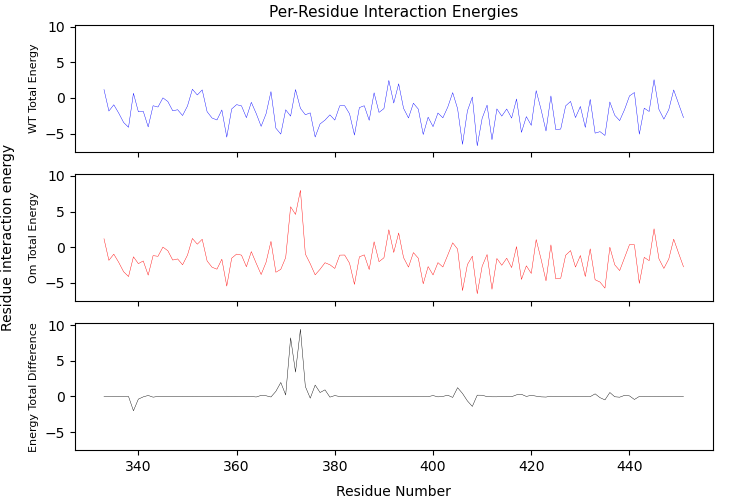 Per-Residue Interaction Energies
Residue interaction energy
WT Total Energy
10
5
0
−5
Om Total Energy
10
5
0
−5
Energy Total Difference
10
5
0
−5
340 360 380 400 420 440
Residue Number